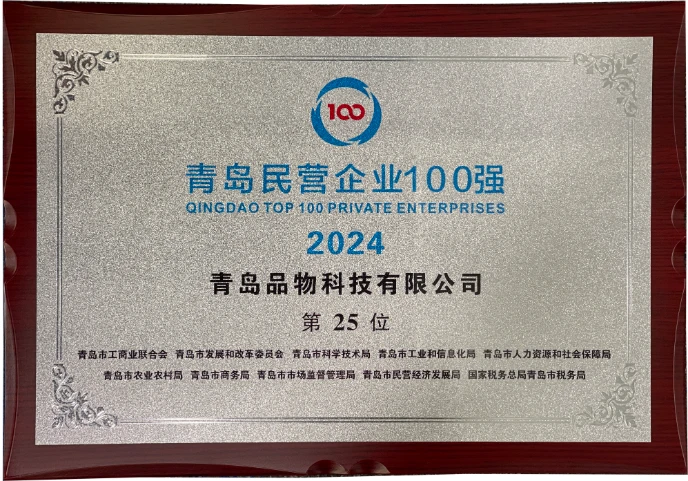 100
青岛民营企业100强
QINGDAO TOP 100 PRIVATE ENTERPRISES
2024
青岛品物科技有限公司
第 25 位
青岛市工商业联合会 青岛市发展和改革委员会 青岛市科学技术局 青岛市工业和信息化局 青岛市人力资源和社会保障局
青岛市农业农村局 青岛市商务局 青岛市市场监督管理局 青岛市民营经济发展局 国家税务总局青岛市税务局